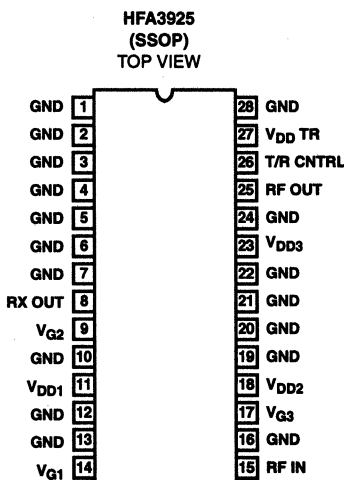 HFA3925
(SSOP)
TOP VIEW
GND 1 28 GND
GND 2 27 VDD TR
GND 3 26 T/R CNTRL
GND 4 25 RF OUT
GND 5 24 GND
GND 6 23 VDD3
GND 7 22 GND
RX OUT 8 21 GND
VG2 9 20 GND
GND 10 19 GND
VDD1 11 18 VDD2
GND 12 17 VG3
GND 13 16 GND
VG1 14 15 RF IN